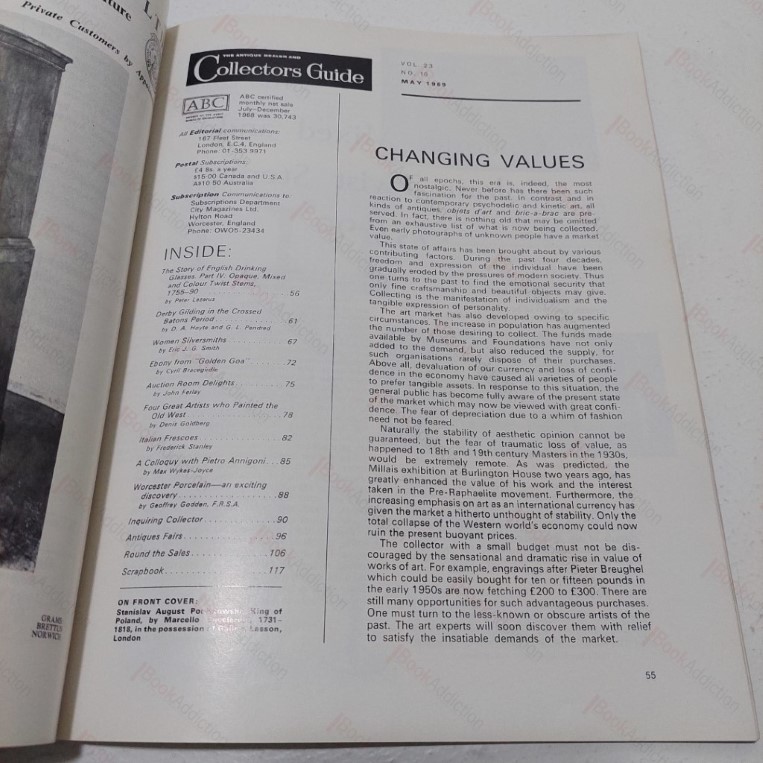 Private Customers by
THE ANTIQUE DEALER AND
Collectors Guide
ABC
ABC certified
monthly net sale
July–December
1968 was 30,743
All Editorial communications:
167 Fleet Street
London, E.C.4, England
Phone: 01-353 9971
Postal Subscriptions:
£4 8s. a year
$15·00 Canada and U.S.A.
A$10·50 Australia
Subscription Communications to:
Subscriptions Department
City Magazines Ltd.
Hylton Road
Worcester, England
Phone: OWO5-23434
INSIDE:
The Story of English Drinking
Glasses. Part IV: Opaque, Mixed
and Colour Twist Stems,
1755–90 . . . 56
by Peter Lazarus
Derby Gilding in the Crossed
Batons Period . . . 61
by D. A. Hoyte and G. L. Pendred
Women Silversmiths . . . 67
by Eric J. G. Smith
Ebony from "Golden Goa" . . . 72
by Cyril Bracegirdle
Auction Room Delights . . . 75
by John Fenley
Four Great Artists who Painted the
Old West . . . 78
by Denis Goldberg
Italian Frescoes . . . 82
by Frederick Stanley
A Colloquy with Pietro Annigoni . . . 85
by Max Wykes-Joyce
Worcester Porcelain—an exciting
discovery . . . 88
by Geoffrey Godden, F.R.S.A.
Inquiring Collector . . . 90
Antiques Fairs . . . 96
Round the Sales . . . 106
Scrapbook . . . 117
ON FRONT COVER:
Stanislav August King of
Poland, by Marcello 1731–
1818, in the possession Lesson,
London
VOL. 23
NO. 10
MAY 1969
CHANGING VALUES
OF all epochs, this era is, indeed, the most
nostalgic. Never before has there been such
fascination for the past. In contrast and in
reaction to contemporary psychodelic and kinetic art, all
kinds of antiques, objets d'art and bric-a-brac are pre-
served. In fact, there is nothing old that may be omitted
from an exhaustive list of what is now being collected.
Even early photographs of unknown people have a market
value.
This state of affairs has been brought about by various
contributing factors. During the past four decades,
freedom and expression of the individual have been
gradually eroded by the pressures of modern society. Thus
one turns to the past to find the emotional security that
only fine craftsmanship and beautiful objects may give.
Collecting is the manifestation of individualism and the
tangible expression of personality.
The art market has also developed owing to specific
circumstances. The increase in population has augmented
the number of those desiring to collect. The funds made
available by Museums and Foundations have not only
added to the demand, but also reduced the supply, for
such organisations rarely dispose of their purchases.
Above all, devaluation of our currency and loss of confi-
dence in the economy have caused all varieties of people
to prefer tangible assets. In response to this situation, the
general public has become fully aware of the present state
of the market which may now be viewed with great confi-
dence. The fear of depreciation due to a whim of fashion
need not be feared.
Naturally the stability of aesthetic opinion cannot be
guaranteed, but the fear of traumatic loss of value, as
happened to 18th and 19th century Masters in the 1930s,
would be extremely remote. As was predicted, the
Millais exhibition at Burlington House two years ago, has
greatly enhanced the value of his work and the interest
taken in the Pre-Raphaelite movement. Furthermore, the
increasing emphasis on art as an international currency has
given the market a hitherto unthought of stability. Only the
total collapse of the Western world's economy could now
ruin the present buoyant prices.
The collector with a small budget must not be dis-
couraged by the sensational and dramatic rise in value of
works of art. For example, engravings after Pieter Breughel
which could be easily bought for ten or fifteen pounds in
the early 1950s are now fetching £200 to £300. There are
still many opportunities for such advantageous purchases.
One must turn to the less-known or obscure artists of the
past. The art experts will soon discover them with relief
to satisfy the insatiable demands of the market.
55
GRAND
BRETTO
NORWICH
BookAddiction